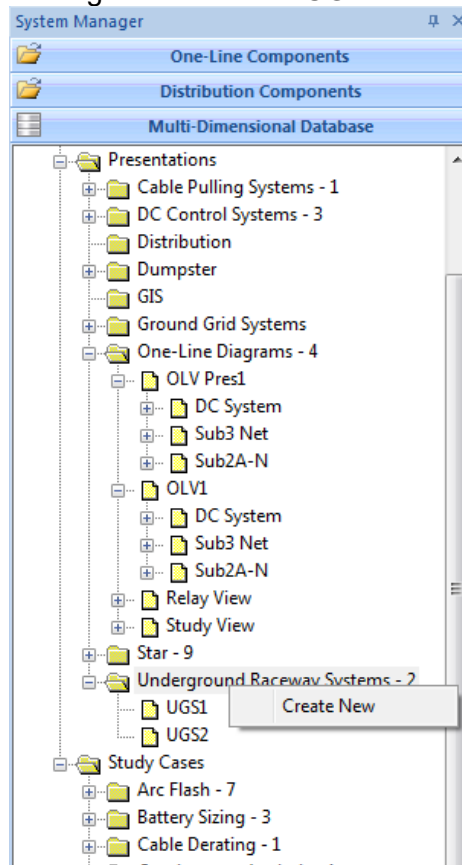 System Manager
One-Line Components
Distribution Components
Multi-Dimensional Database
Presentations
Cable Pulling Systems - 1
DC Control Systems - 3
Distribution
Dumpster
GIS
Ground Grid Systems
One-Line Diagrams - 4
OLV Pres1
DC System
Sub3 Net
Sub2A-N
OLV1
DC System
Sub3 Net
Sub2A-N
Relay View
Study View
Star - 9
Underground Raceway Systems - 2
UGS1
Create New
UGS2
Study Cases
Arc Flash - 7
Battery Sizing - 3
Cable Derating - 1